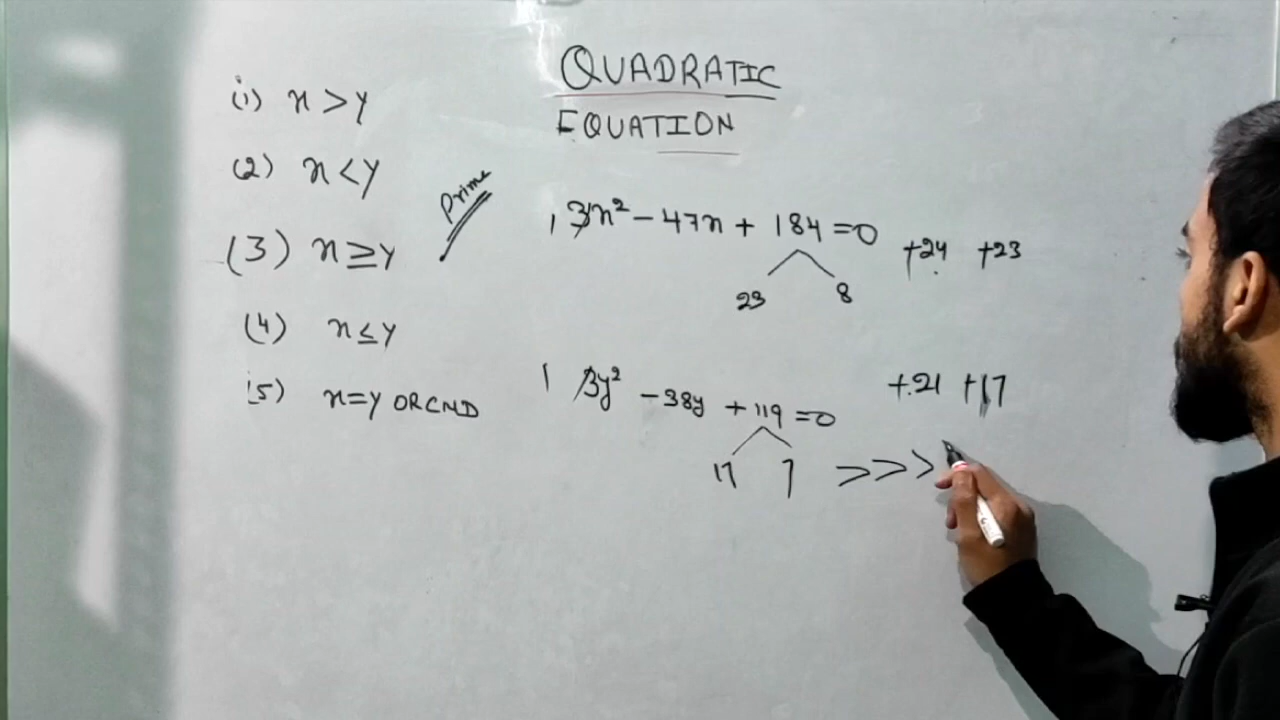 QUADRATIC
EQUATION
(1) x > y
(2) x < y
(3) x ≥ y
(4) x ≤ y
(5) x = y OR CND
Prime
1 3x² - 47x + 184 = 0
+24 +23
23 8
1 3y² - 38y + 119 = 0
+21 +17
17 7 > > >